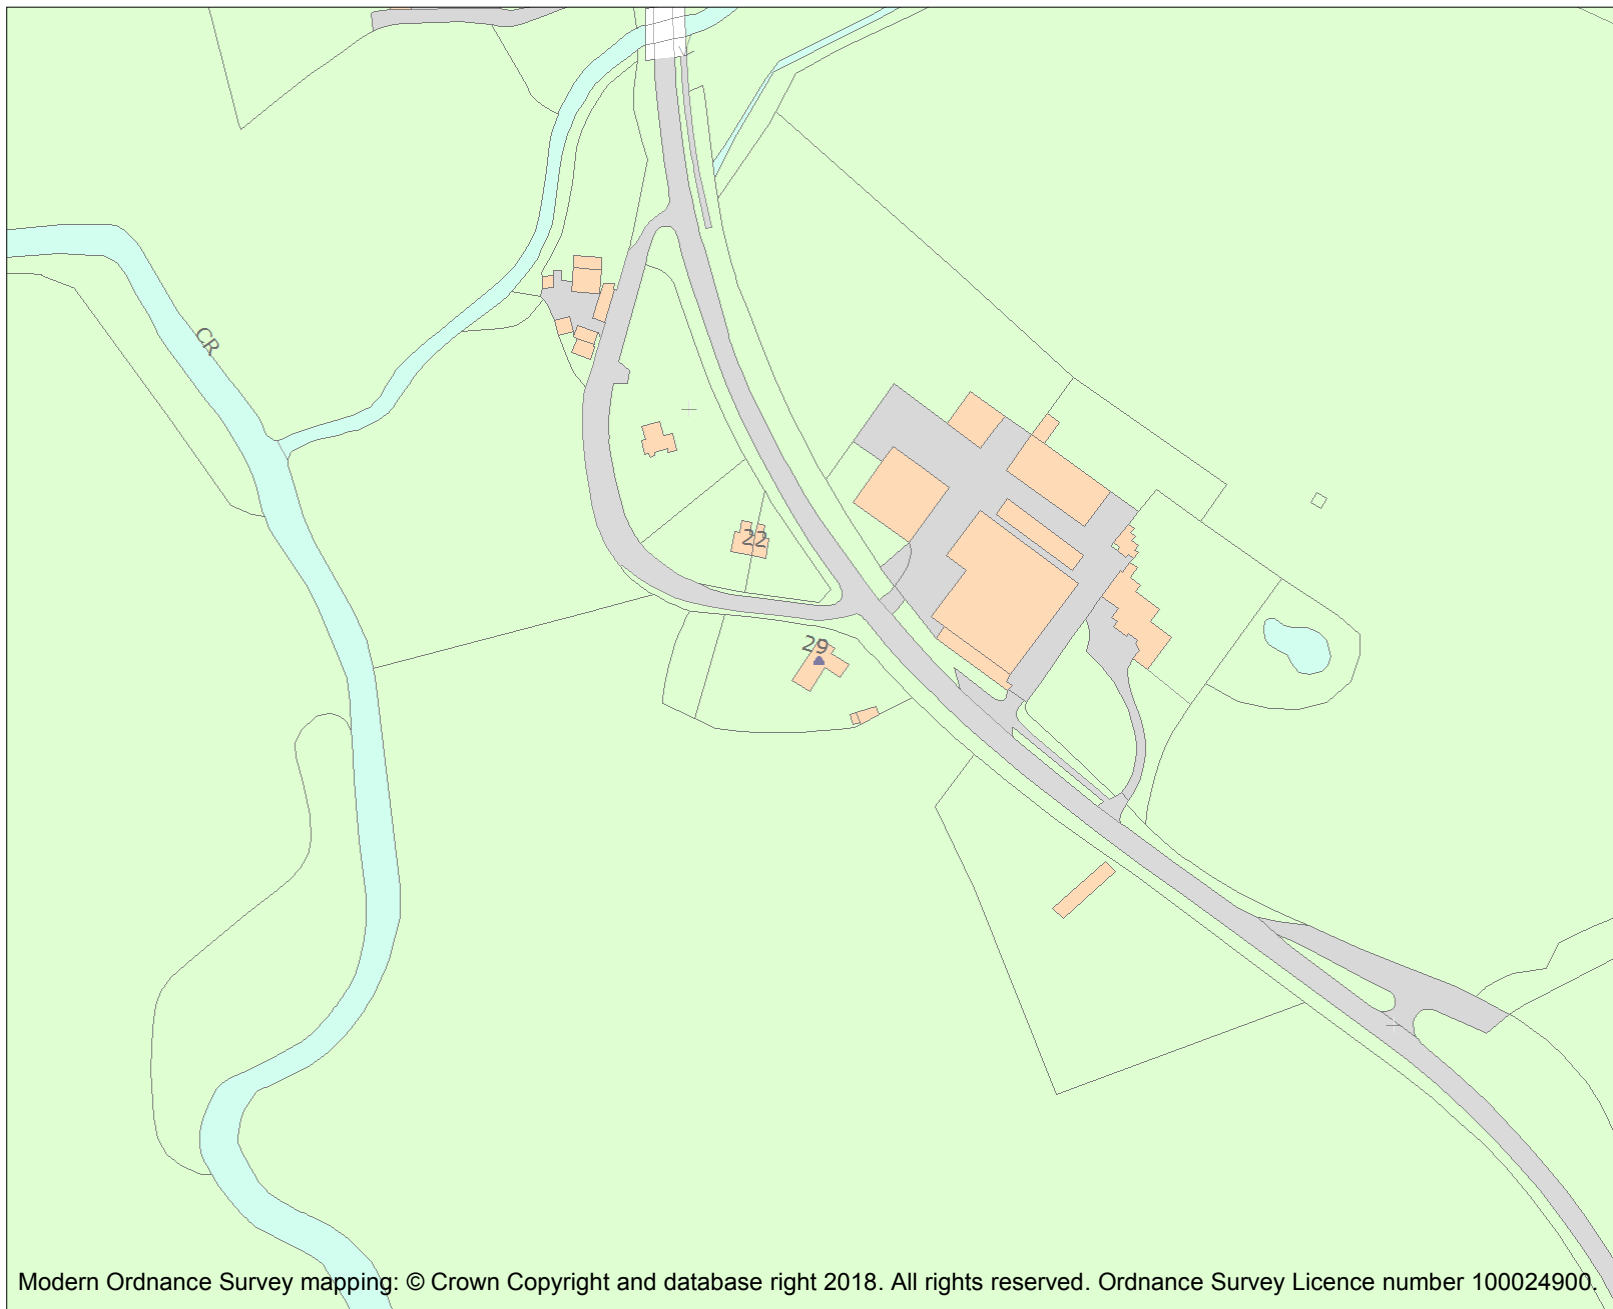 CR
22
29
Modern Ordnance Survey mapping: © Crown Copyright and database right 2018. All rights reserved. Ordnance Survey Licence number 100024900.